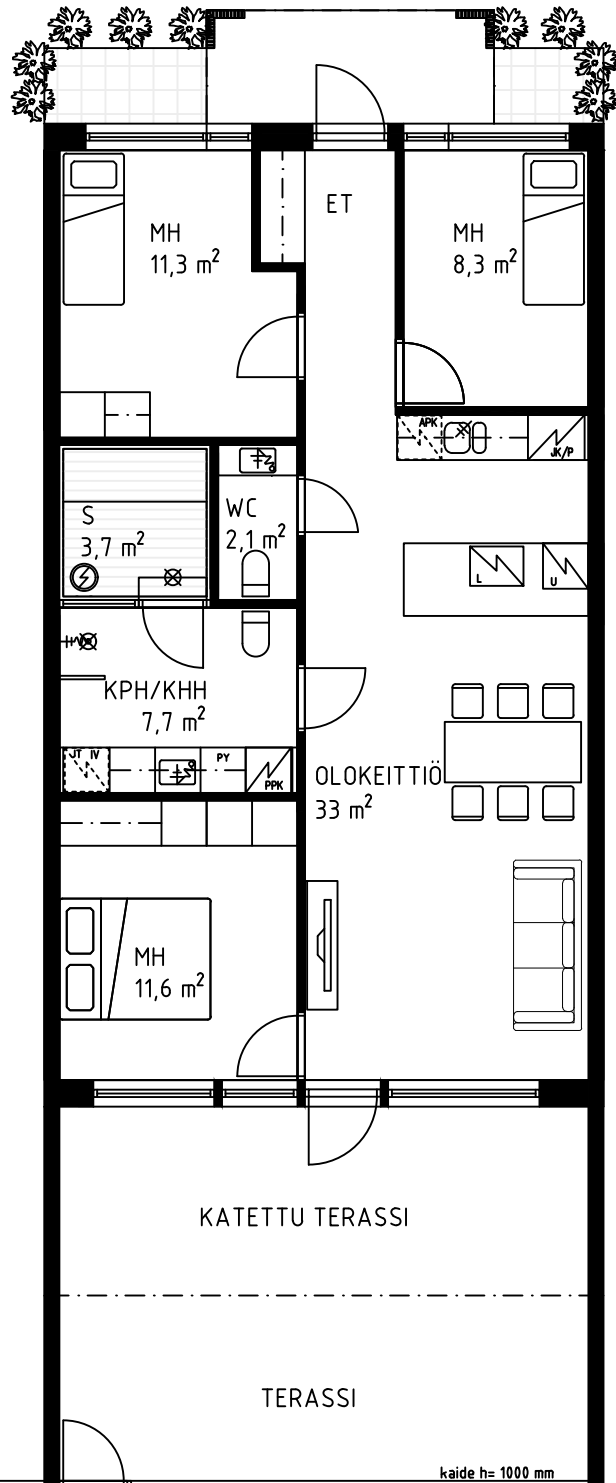 ET
MH
11,3 m²
MH
8,3 m²
APK
JK/P
S
3,7 m²
WC
2,1 m²
L
U
KPH/KHH
7,7 m²
JT IV
PY
PPK
OLOKEITTIÖ
33 m²
MH
11,6 m²
KATETTU TERASSI
TERASSI
kaide h= 1000 mm